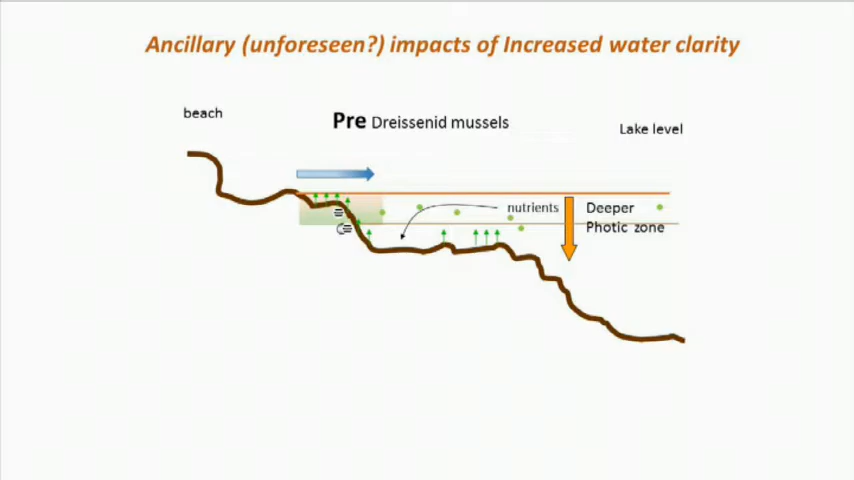 Ancillary (unforeseen?) impacts of Increased water clarity
beach
Pre Dreissenid mussels
Lake level
nutrients
Deeper
Photic zone